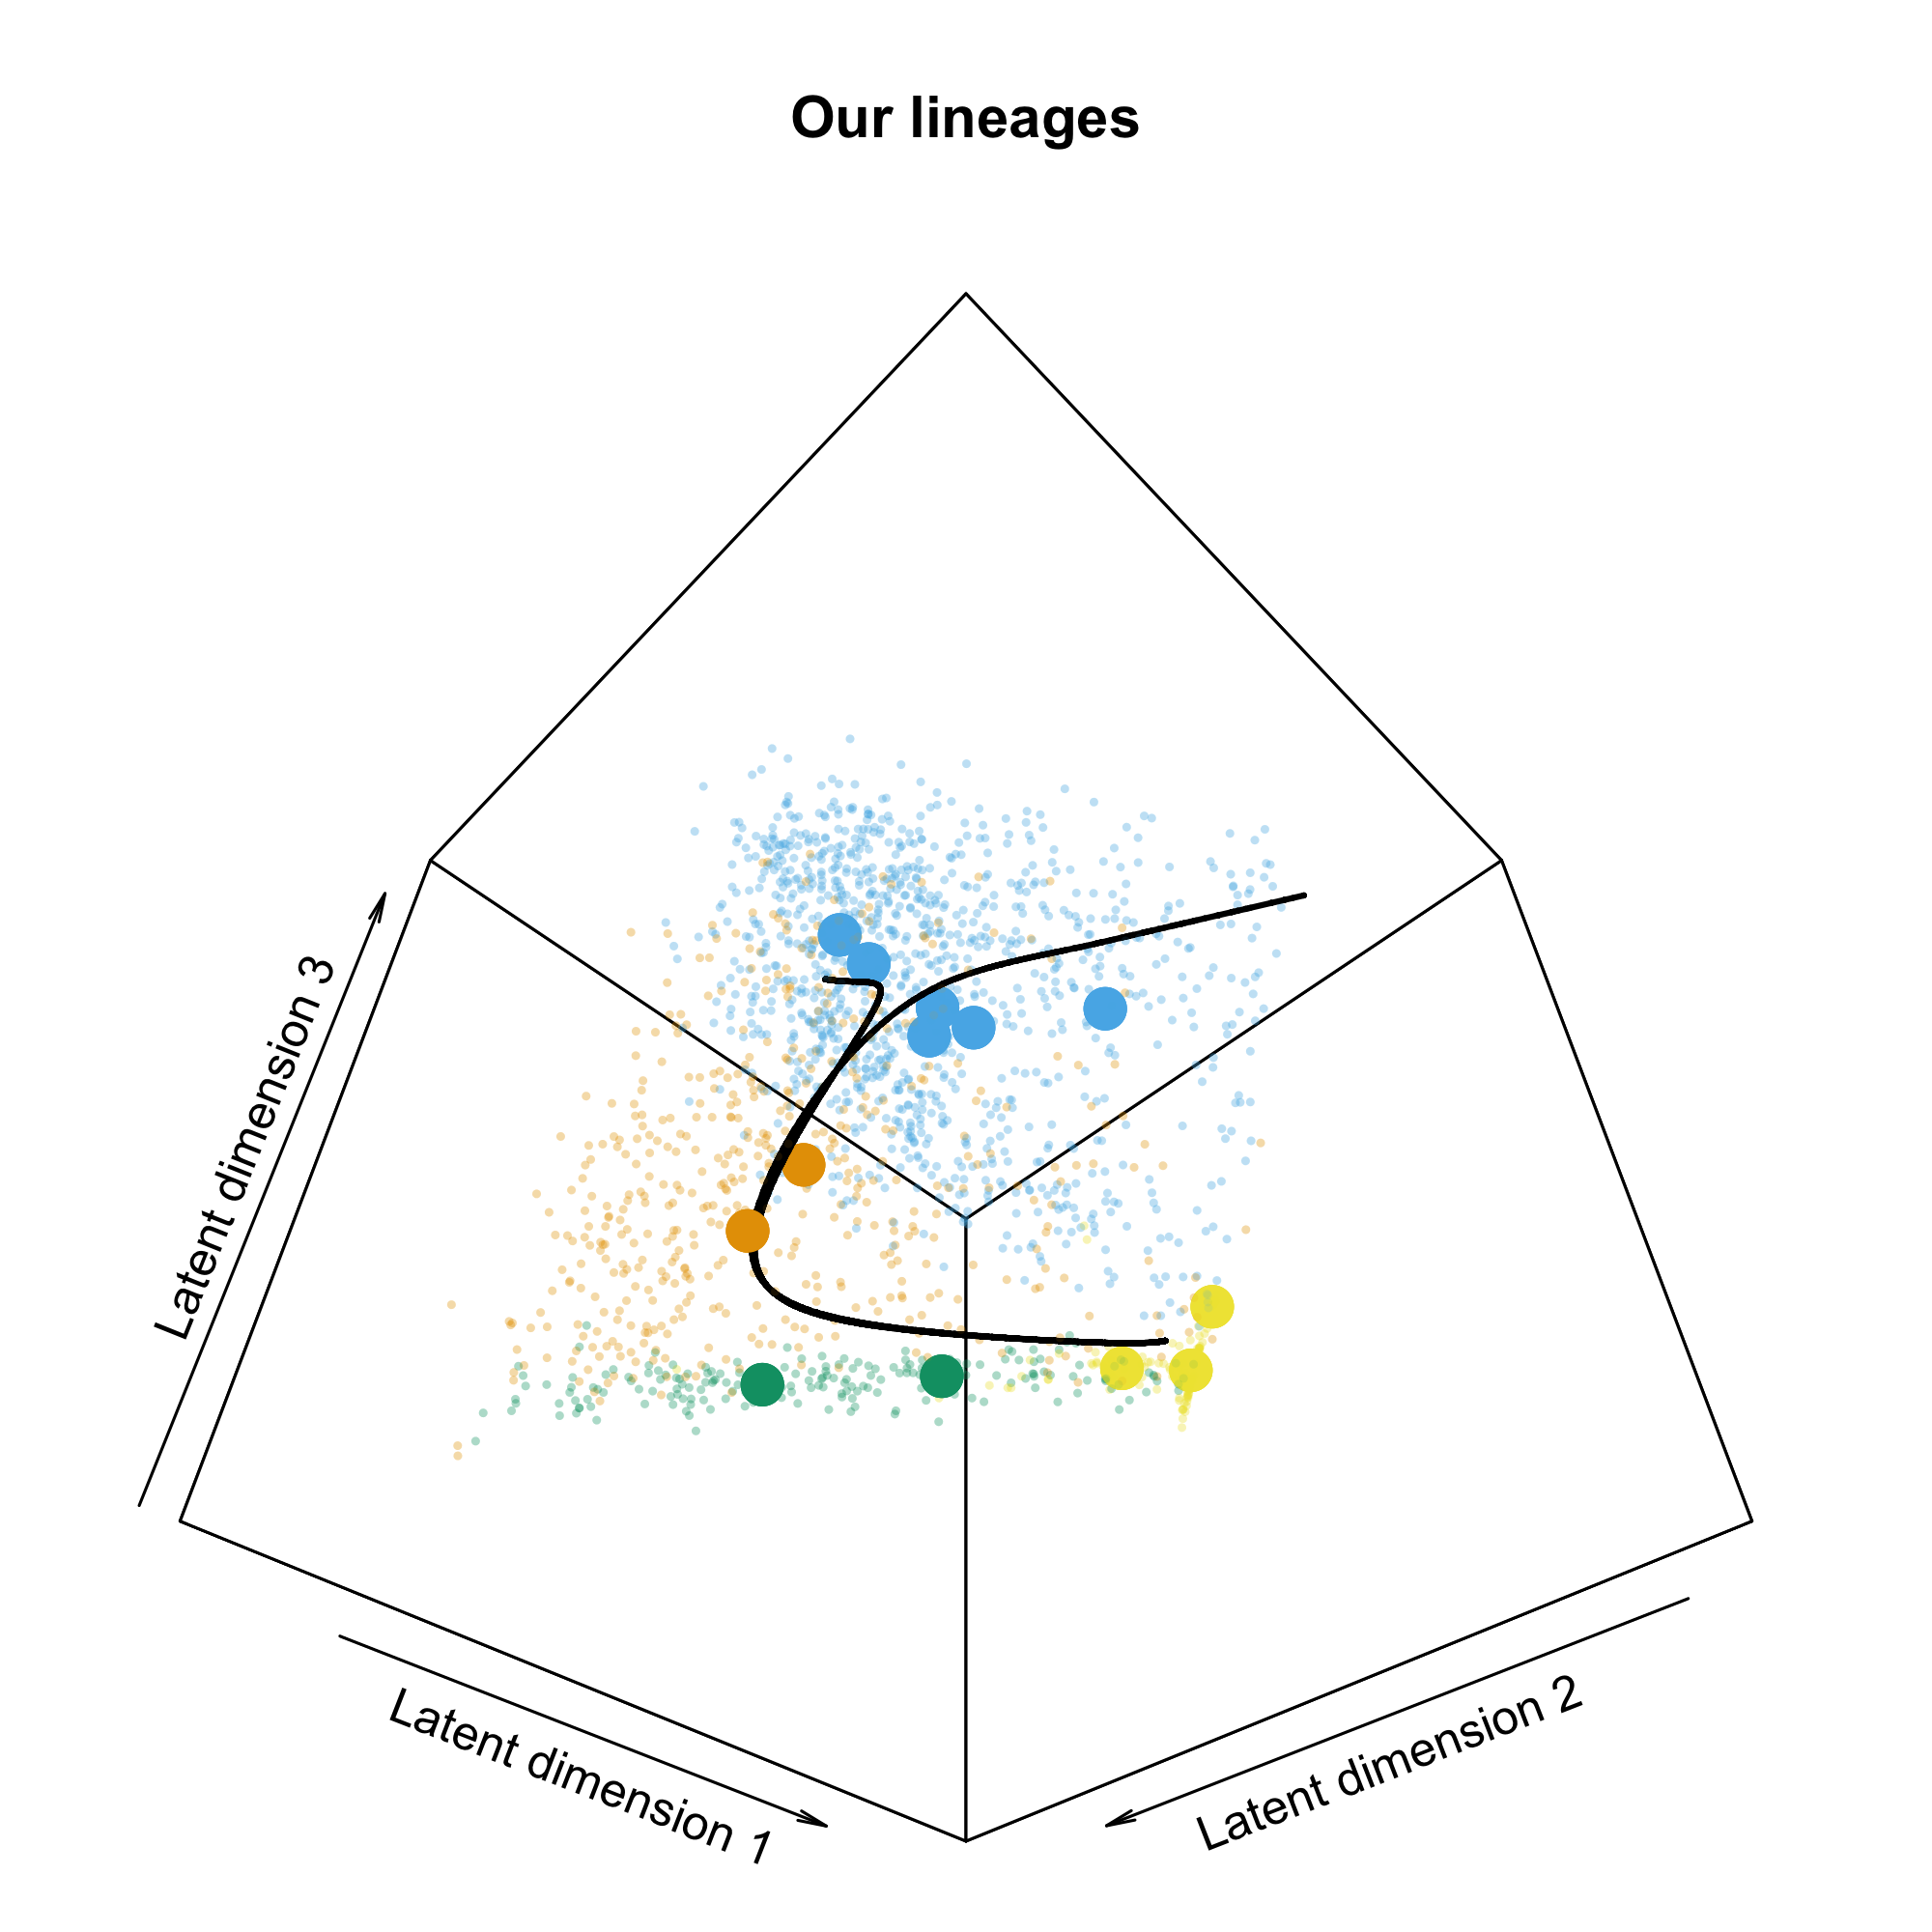 Our lineages
Latent dimension 3
Latent dimension 1
Latent dimension 2